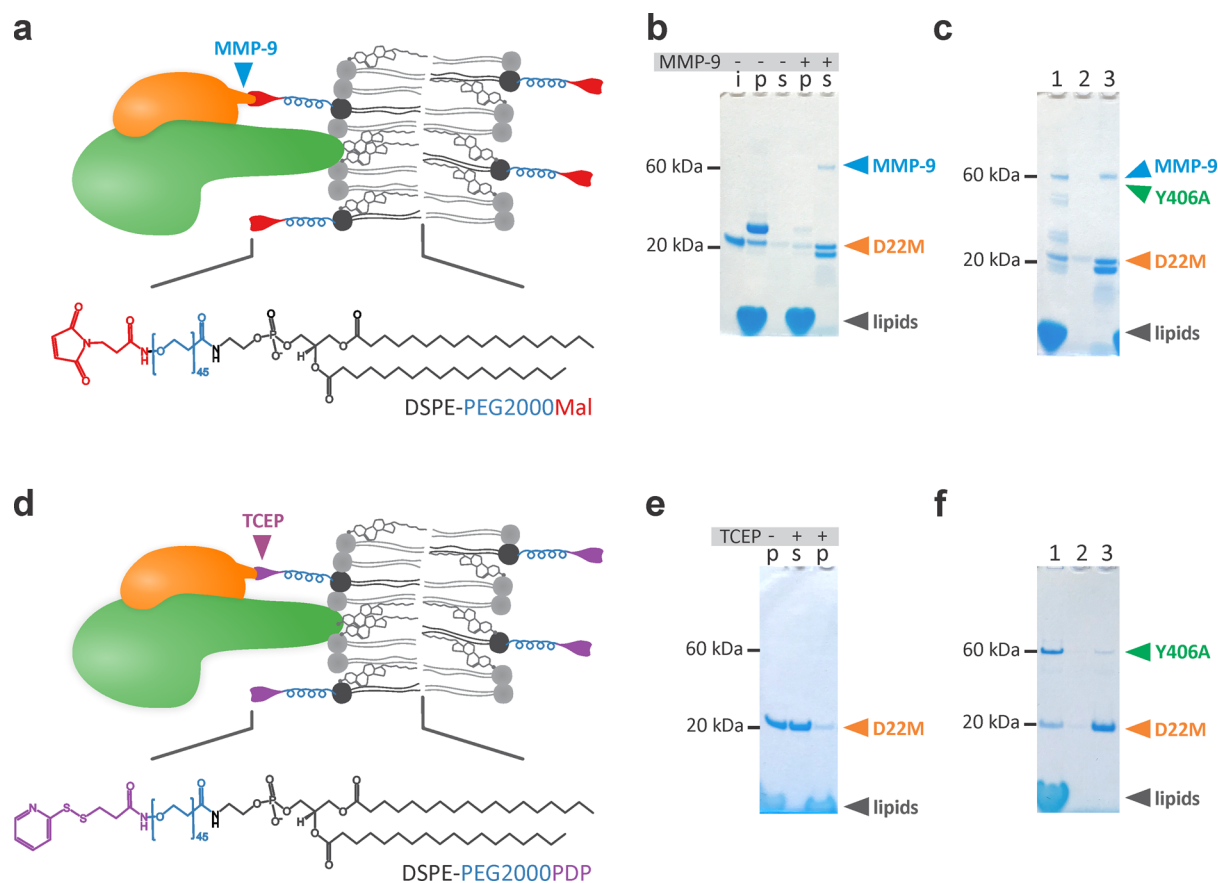 a
MMP-9
O
O
N
O
N
H
O
45
O
N
H
O
O
P
O-
O
O
H
O
O
O
DSPE-PEG2000Mal
b
MMP-9 - - - + +
i p s p s
60 kDa
MMP-9
20 kDa
D22M
lipids
c
1 2 3
60 kDa
MMP-9
Y406A
20 kDa
D22M
lipids
d
TCEP
N
S
S
O
N
H
O
45
O
N
H
O
O
P
O-
O
O
H
O
O
O
DSPE-PEG2000PDP
e
TCEP - + +
p s p
60 kDa
20 kDa
D22M
lipids
f
1 2 3
60 kDa
Y406A
20 kDa
D22M
lipids